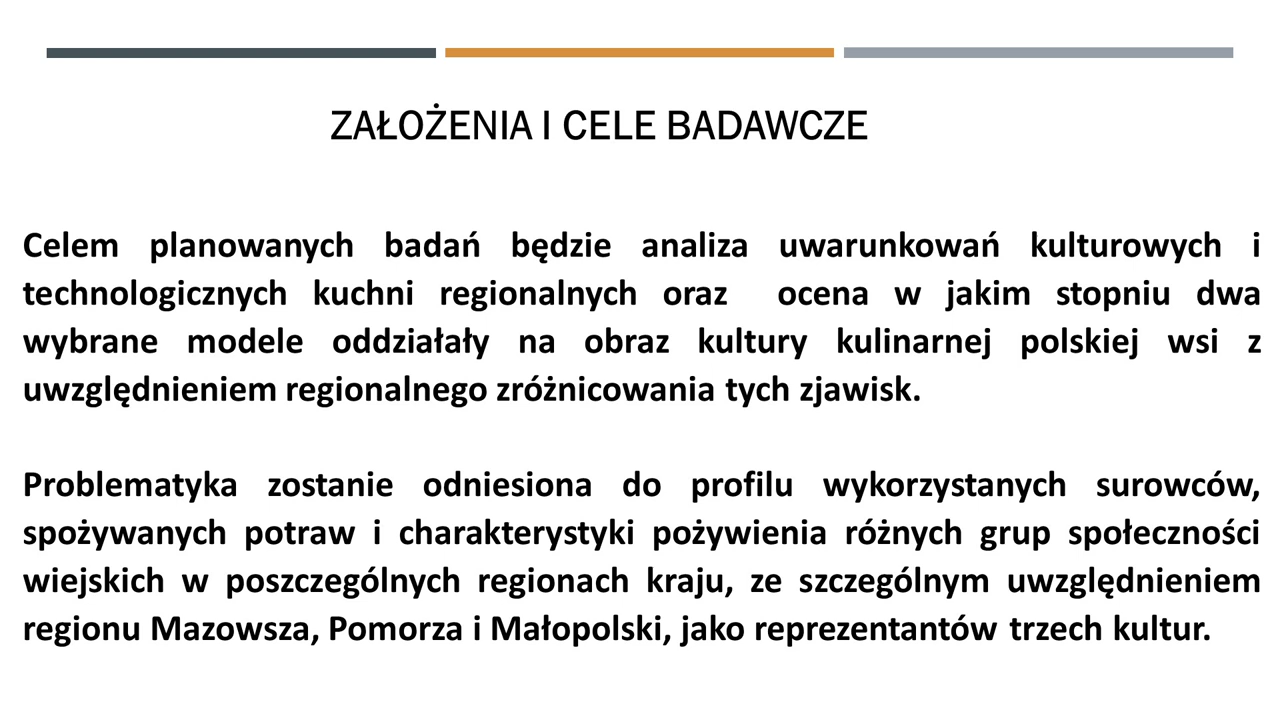 ZAŁOŻENIA I CELE BADAWCZE
Celem planowanych badań będzie analiza uwarunkowań kulturowych i
technologicznych kuchni regionalnych oraz ocena w jakim stopniu dwa
wybrane modele oddziałały na obraz kultury kulinarnej polskiej wsi z
uwzględnieniem regionalnego zróżnicowania tych zjawisk.
Problematyka zostanie odniesiona do profilu wykorzystanych surowców,
spożywanych potraw i charakterystyki pożywienia różnych grup społeczności
wiejskich w poszczególnych regionach kraju, ze szczególnym uwzględnieniem
regionu Mazowsza, Pomorza i Małopolski, jako reprezentantów trzech kultur.